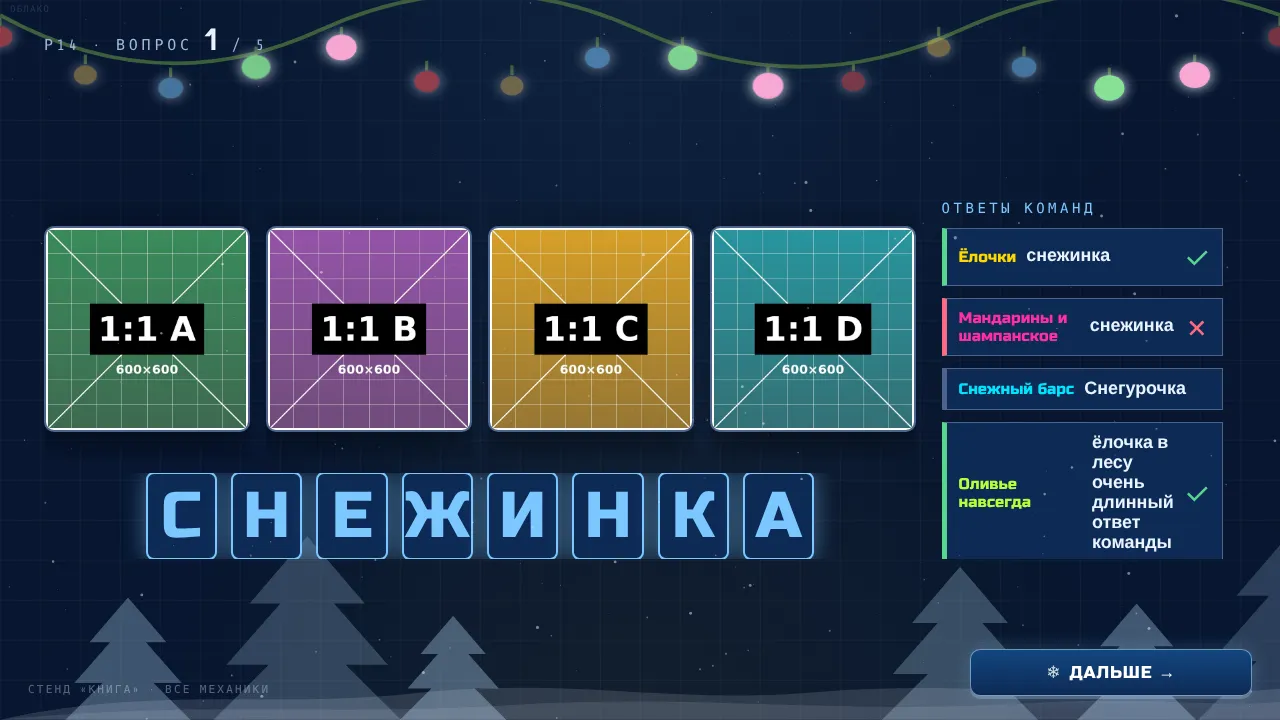 ОБЛАКО
P14 · ВОПРОС 1 / 5
1:1 A
600×600
1:1 B
600×600
1:1 C
600×600
1:1 D
600×600
СНЕЖИНКА
ОТВЕТЫ КОМАНД
Ёлочки снежинка ✓
Мандарины и
шампанское
снежинка ✕
Снежный барс Снегурочка
Оливье
навсегда
ёлочка в
лесу
очень
длинный
ответ
команды
✓
❄ ДАЛЬШЕ →
СТЕНД «КНИГА» · ВСЕ МЕХАНИКИ